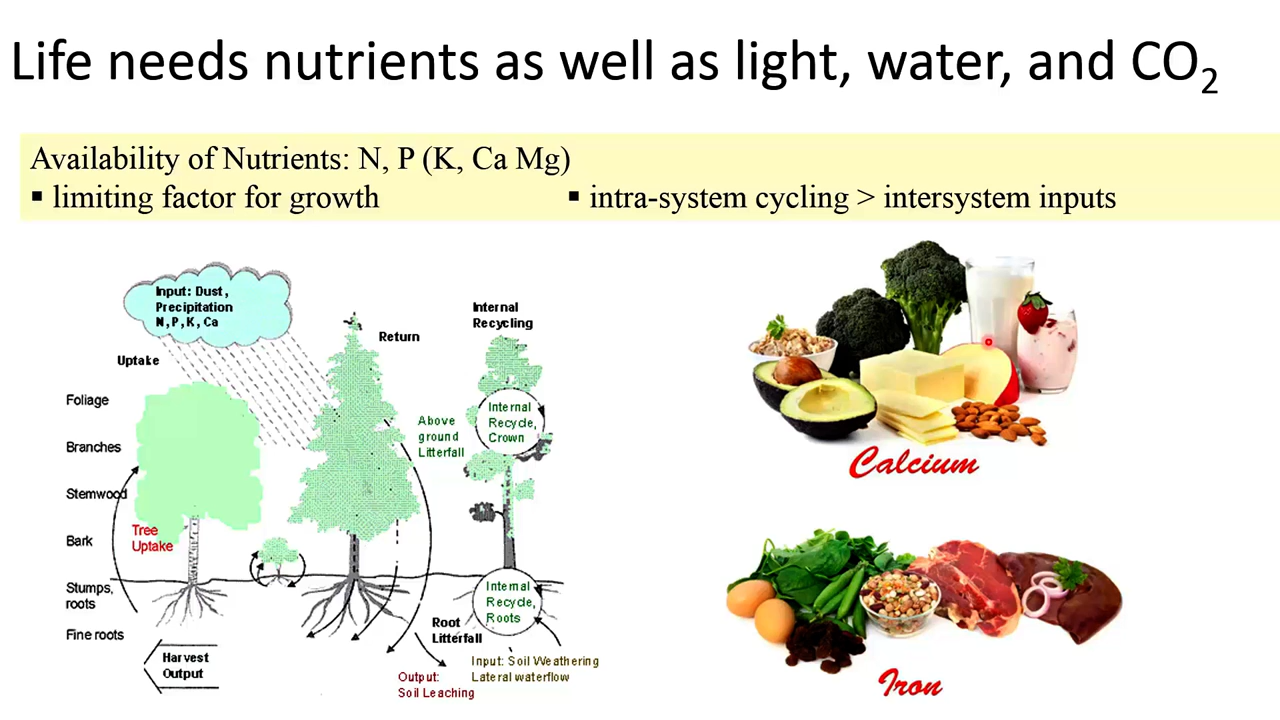 Life needs nutrients as well as light, water, and CO₂
Availability of Nutrients: N, P (K, Ca Mg)
▪ limiting factor for growth
▪ intra-system cycling > intersystem inputs
Input: Dust,
Precipitation
N, P, K, Ca
Uptake
Return
Internal
Recycling
Foliage
Branches
Stemwood
Bark
Stumps,
roots
Fine roots
Tree
Uptake
Above
ground
Litterfall
Internal
Recycle,
Crown
Internal
Recycle,
Roots
Root
Litterfall
Harvest
Output
Output:
Soil Leaching
Input: Soil Weathering
Lateral waterflow
Calcium
Iron